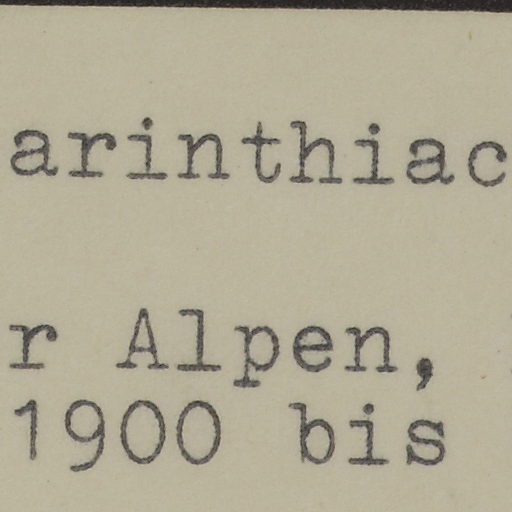 arinthiac
r Alpen,
1900 bis